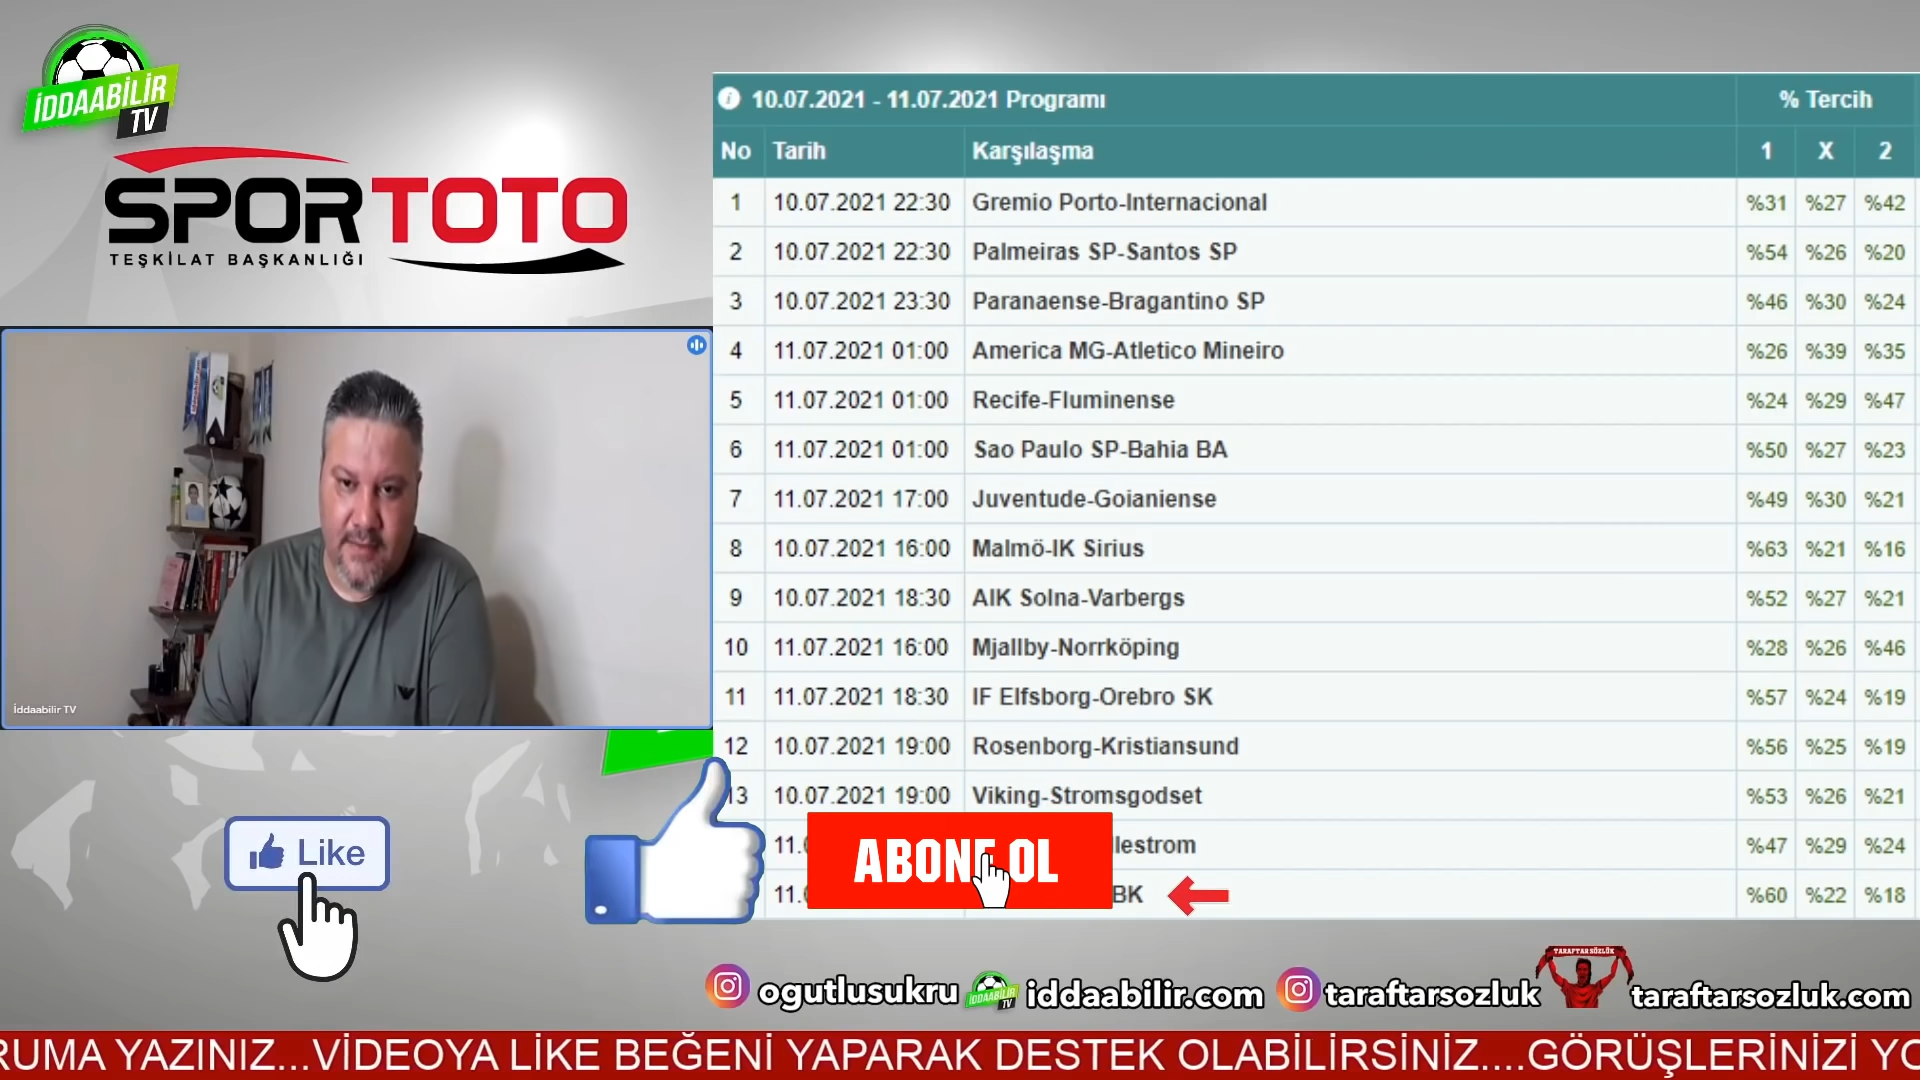 İDDAABİLİR
TV
SPORTOTO
TEŞKİLAT BAŞKANLIĞI
İddaabilir TV
Like
10.07.2021 - 11.07.2021 Programı % Tercih
No Tarih Karşılaşma 1 X 2
1 10.07.2021 22:30 Gremio Porto-Internacional %31 %27 %42
2 10.07.2021 22:30 Palmeiras SP-Santos SP %54 %26 %20
3 10.07.2021 23:30 Paranaense-Bragantino SP %46 %30 %24
4 11.07.2021 01:00 America MG-Atletico Mineiro %26 %39 %35
5 11.07.2021 01:00 Recife-Fluminense %24 %29 %47
6 11.07.2021 01:00 Sao Paulo SP-Bahia BA %50 %27 %23
7 11.07.2021 17:00 Juventude-Goianiense %49 %30 %21
8 10.07.2021 16:00 Malmö-IK Sirius %63 %21 %16
9 10.07.2021 18:30 AIK Solna-Varbergs %52 %27 %21
10 11.07.2021 16:00 Mjallby-Norrköping %28 %26 %46
11 11.07.2021 18:30 IF Elfsborg-Orebro SK %57 %24 %19
12 10.07.2021 19:00 Rosenborg-Kristiansund %56 %25 %19
13 10.07.2021 19:00 Viking-Stromsgodset %53 %26 %21
11. lestrom %47 %29 %24
11. BK %60 %22 %18
ABONE OL
ogutlusukru İDDAABİLİR TV iddaabilir.com taraftarsozluk TARAFTAR SÖZLÜK taraftarsozluk.com
RUMA YAZINIZ...VİDEOYA LİKE BEĞENİ YAPARAK DESTEK OLABİLİRSİNİZ....GÖRÜŞLERİNİZİ YO